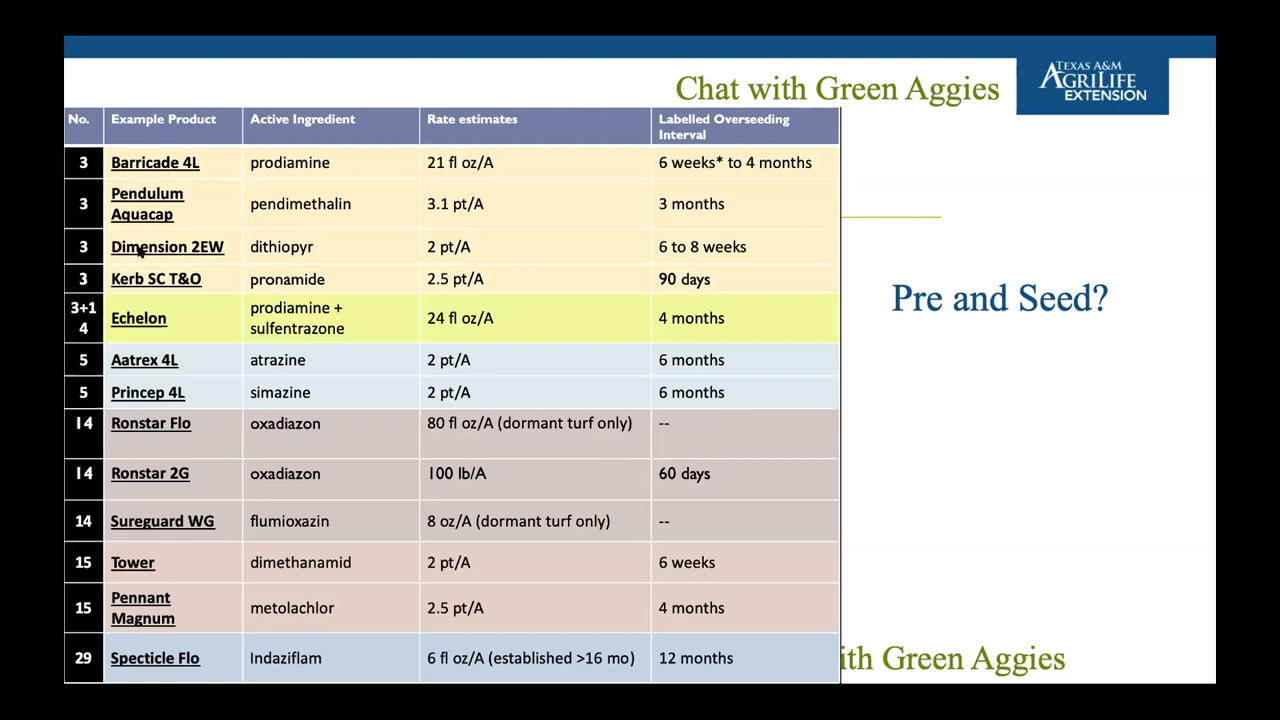 Chat with Green Aggies
TEXAS A&M
AGRILIFE
EXTENSION
No. Example Product Active Ingredient Rate estimates Labelled Overseeding
Interval
3 Barricade 4L prodiamine 21 fl oz/A 6 weeks* to 4 months
3 Pendulum
Aquacap pendimethalin 3.1 pt/A 3 months
3 Dimension 2EW dithiopyr 2 pt/A 6 to 8 weeks
3 Kerb SC T&O pronamide 2.5 pt/A 90 days
3+1
4 Echelon prodiamine +
sulfentrazone 24 fl oz/A 4 months
5 Aatrex 4L atrazine 2 pt/A 6 months
5 Princep 4L simazine 2 pt/A 6 months
14 Ronstar Flo oxadiazon 80 fl oz/A (dormant turf only) --
14 Ronstar 2G oxadiazon 100 lb/A 60 days
14 Sureguard WG flumioxazin 8 oz/A (dormant turf only) --
15 Tower dimethanamid 2 pt/A 6 weeks
15 Pennant
Magnum metolachlor 2.5 pt/A 4 months
29 Specticle Flo Indaziflam 6 fl oz/A (established >16 mo) 12 months
Pre and Seed?
ith Green Aggies